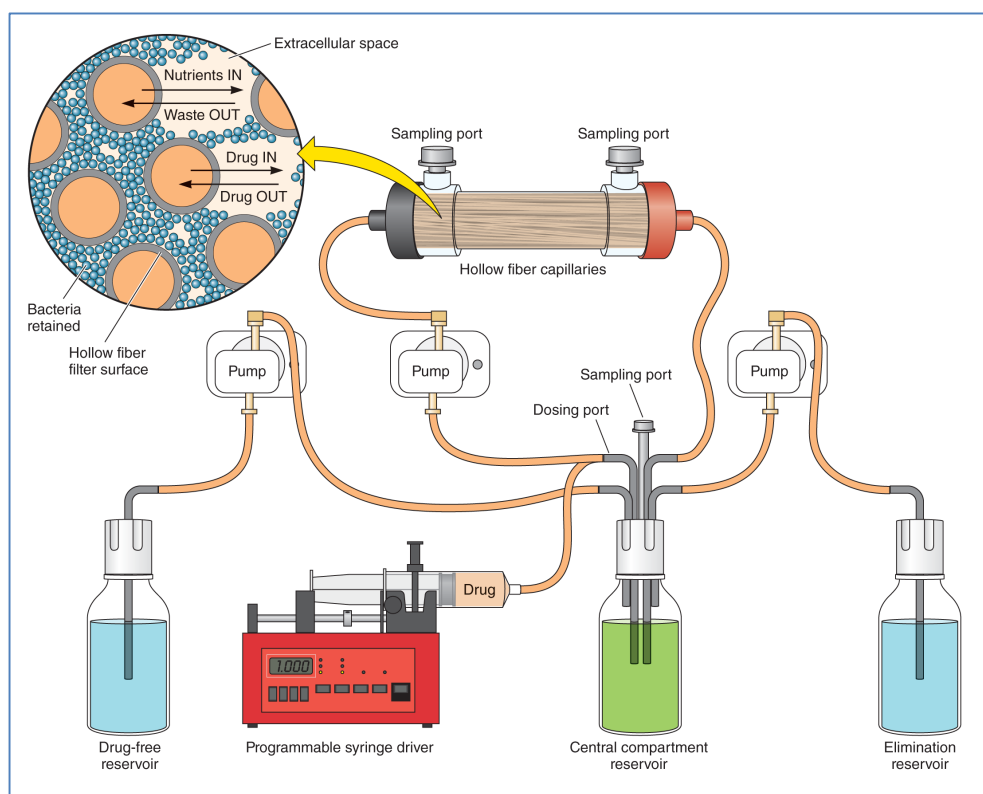 Extracellular space
Nutrients IN
Waste OUT
Drug IN
Drug OUT
Bacteria
retained
Hollow fiber
filter surface
Sampling port
Sampling port
Hollow fiber capillaries
Pump
Pump
Pump
Sampling port
Dosing port
Drug
1.000
Drug-free
reservoir
Programmable syringe driver
Central compartment
reservoir
Elimination
reservoir